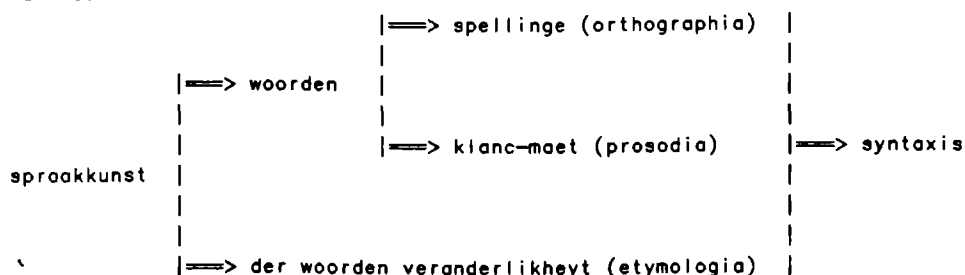 |==> spellinge (orthographia) |
|==> woorden
|==> klanc-maet (prosodia) |==> syntaxis
spraakkunst
|==> der woorden veranderlikheyt (etymologia)